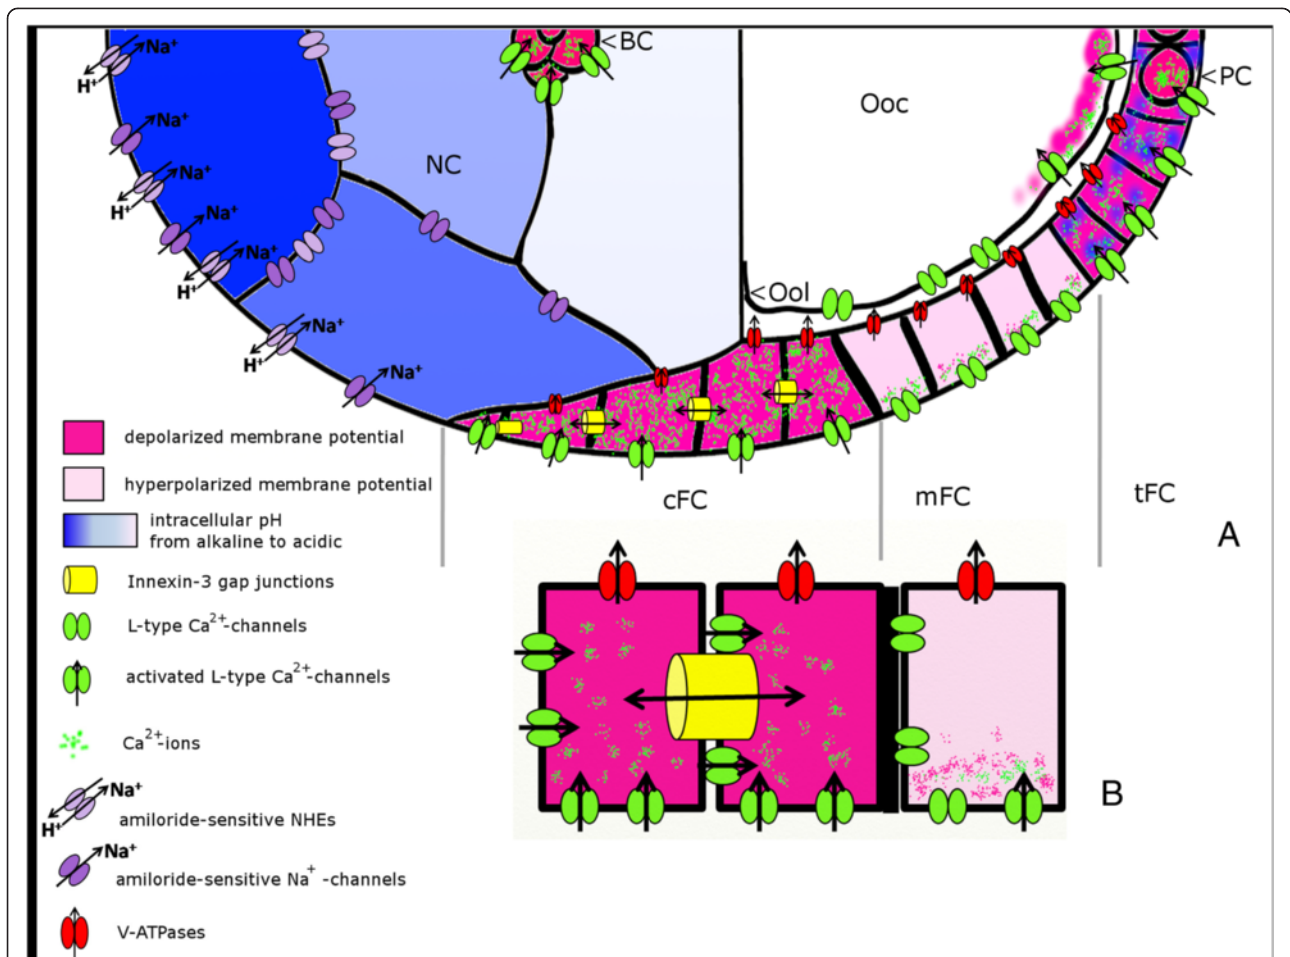 <BC
Ooc
<PC
NC
<Ool
Na⁺
H⁺
Na⁺
Na⁺
H⁺
Na⁺
Na⁺
H⁺
Na⁺
H⁺
Na⁺
cFC
mFC
tFC
A
B
depolarized membrane potential
hyperpolarized membrane potential
intracellular pH
from alkaline to acidic
Innexin-3 gap junctions
L-type Ca²⁺-channels
activated L-type Ca²⁺-channels
Ca²⁺-ions
Na⁺
H⁺
amiloride-sensitive NHEs
Na⁺
amiloride-sensitive Na⁺ -channels
V-ATPases